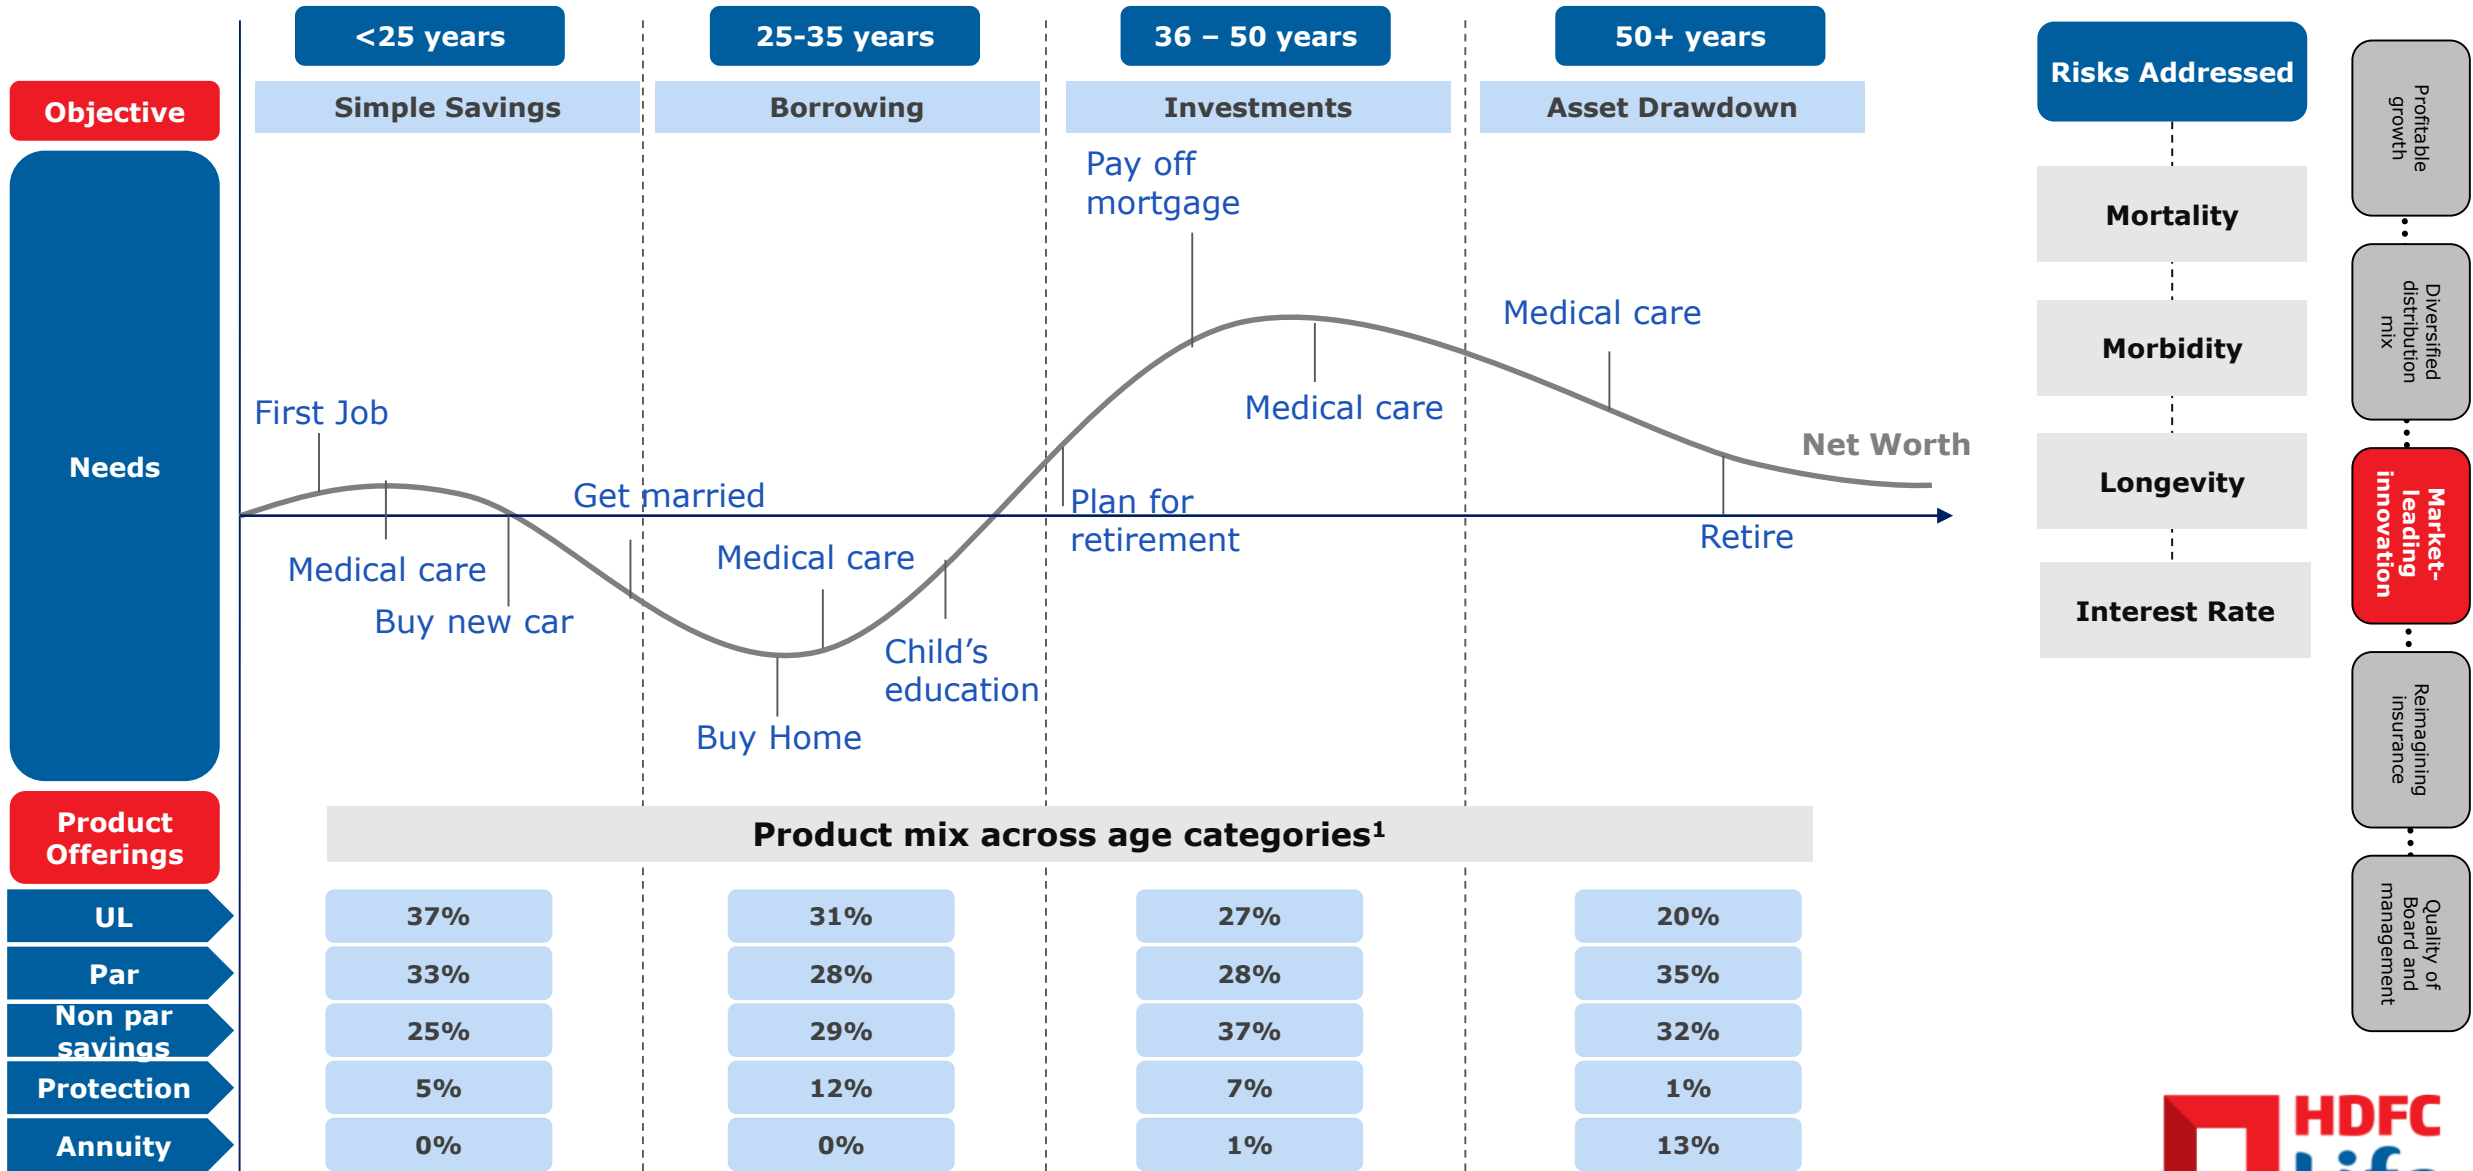 <25 years
25-35 years
36 – 50 years
50+ years
Risks Addressed
Objective
Simple Savings
Borrowing
Investments
Asset Drawdown
Needs
Pay off
mortgage
Medical care
First Job
Medical care
Net Worth
Get married
Plan for
retirement
Retire
Medical care
Medical care
Buy new car
Child’s
education
Buy Home
Mortality
Morbidity
Longevity
Interest Rate
Profitable
growth
Diversified
distribution
mix
Market-
leading
innovation
Reimagining
insurance
Quality of
Board and
management
Product
Offerings
Product mix across age categories¹
UL
37%
31%
27%
20%
Par
33%
28%
28%
35%
Non par
savings
25%
29%
37%
32%
Protection
5%
12%
7%
1%
Annuity
0%
0%
1%
13%
HDFC
Life